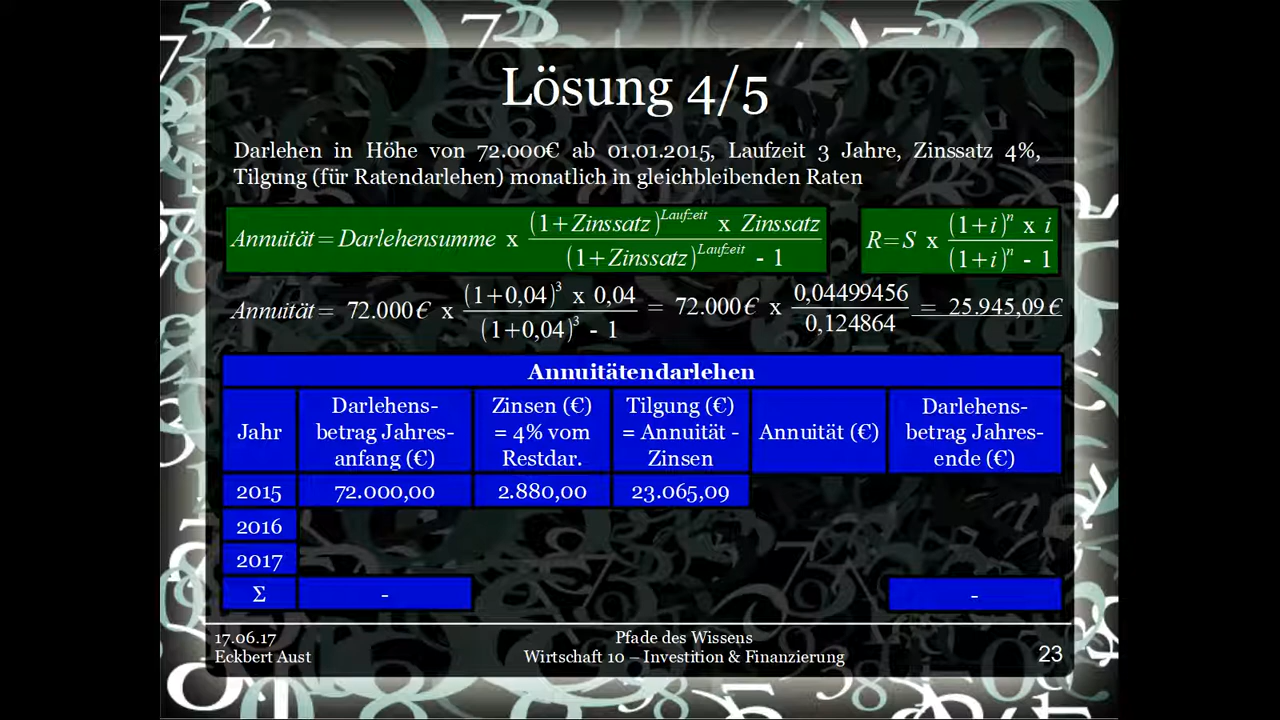 Lösung 4/5
Darlehen in Höhe von 72.000€ ab 01.01.2015, Laufzeit 3 Jahre, Zinssatz 4%,
Tilgung (für Ratendarlehen) monatlich in gleichbleibenden Raten
Annuität = Darlehensumme x (1+Zinssatz)^Laufzeit x Zinssatz / (1+Zinssatz)^Laufzeit - 1
R=S x (1+i)^n x i / (1+i)^n - 1
Annuität = 72.000€ x (1+0,04)^3 x 0,04 / (1+0,04)^3 - 1 = 72.000€ x 0,04499456 / 0,124864 = 25.945,09€
Annuitätendarlehen
Jahr
Darlehens-
betrag Jahres-
anfang (€)
Zinsen (€)
= 4% vom
Restdar.
Tilgung (€)
= Annuität -
Zinsen
Annuität (€)
Darlehens-
betrag Jahres-
ende (€)
2015 72.000,00 2.880,00 23.065,09
2016
2017
Σ - -
17.06.17
Eckbert Aust
Pfade des Wissens
Wirtschaft 10 – Investition & Finanzierung
23